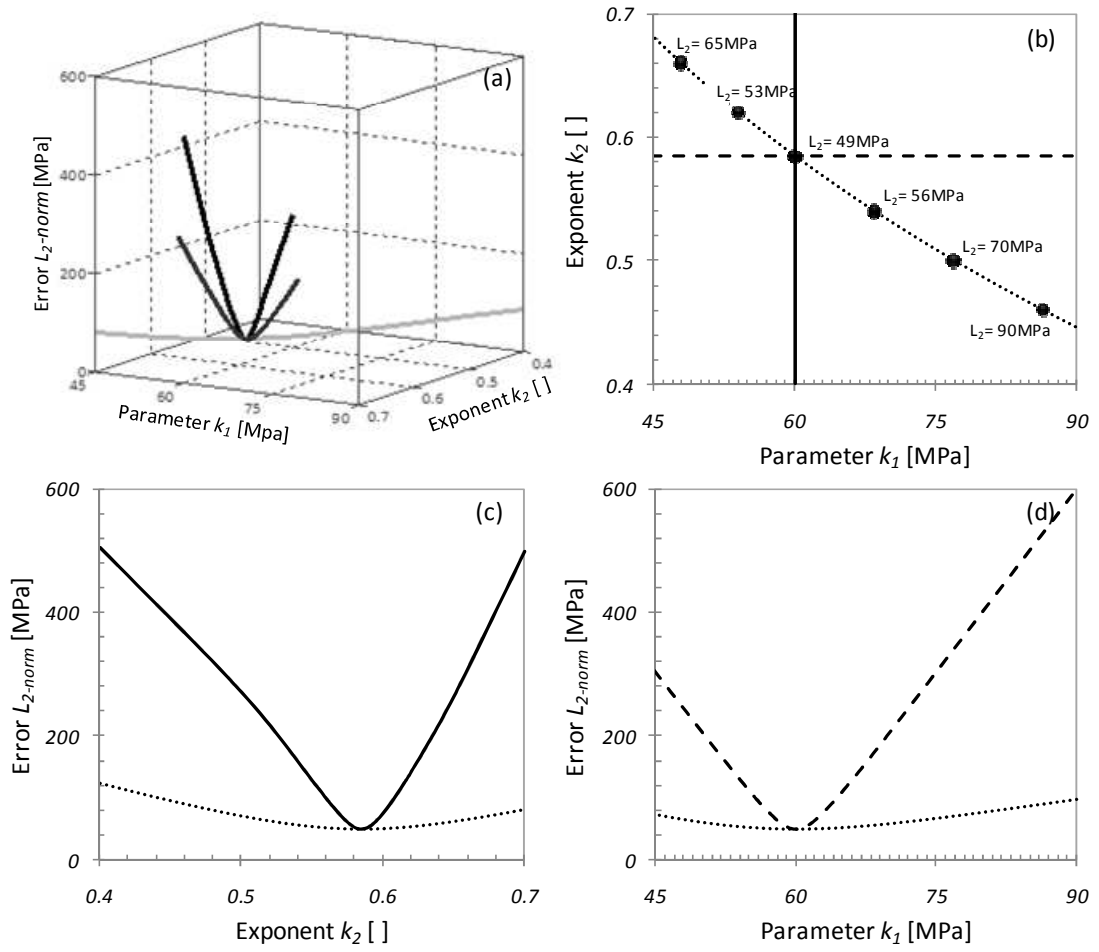 (a)
600
400
200
0
Error L2-norm [MPa]
45
60
75
90
Parameter k1 [Mpa]
0.7
0.6
0.5
0.4
Exponent k2 [ ]
(b)
0.7
0.6
0.5
0.4
Exponent k2 [ ]
L2= 65MPa
L2= 53MPa
L2= 49MPa
L2= 56MPa
L2= 70MPa
L2= 90MPa
45
60
75
90
Parameter k1 [MPa]
(c)
600
400
200
0
Error L2-norm [MPa]
0.4
0.5
0.6
0.7
Exponent k2 [ ]
(d)
600
400
200
0
Error L2-norm [MPa]
45
60
75
90
Parameter k1 [MPa]